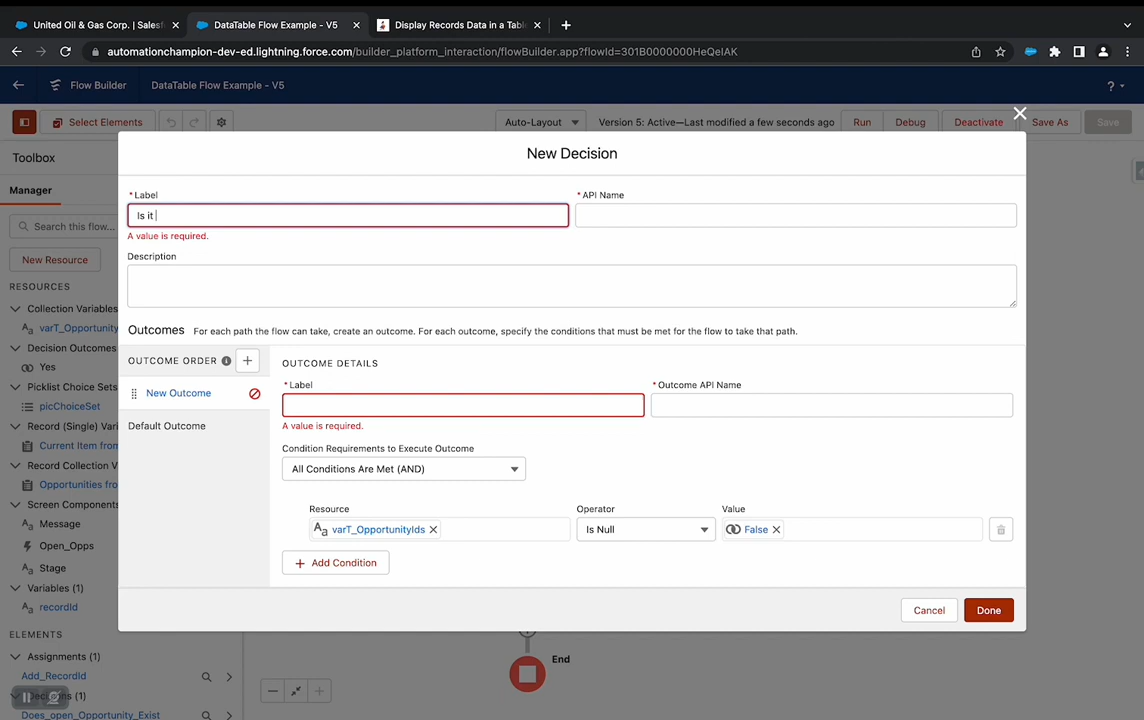 United Oil & Gas Corp. | Salesf
DataTable Flow Example - V5
Display Records Data in a Table
automationchampion-dev-ed.lightning.force.com/builder_platform_interaction/flowBuilder.app?flowId=301B0000000HeQeIAK
Flow Builder
DataTable Flow Example - V5
?
Select Elements
Auto-Layout
Version 5: Active—Last modified a few seconds ago
Run
Debug
Deactivate
Save As
Save
Toolbox
Manager
Search this flow...
New Resource
RESOURCES
Collection Variables
varT_Opportunity
Decision Outcomes
Yes
Picklist Choice Sets
picChoiceSet
Record (Single) Vari
Current Item from
Record Collection V
Opportunities from
Screen Components
Message
Open_Opps
Stage
Variables (1)
recordId
ELEMENTS
Assignments (1)
Add_RecordId
(1)
Does_open_Opportunity_Exist
New Decision
* Label
* API Name
Is it
A value is required.
Description
Outcomes For each path the flow can take, create an outcome. For each outcome, specify the conditions that must be met for the flow to take that path.
OUTCOME ORDER
New Outcome
Default Outcome
OUTCOME DETAILS
* Label
* Outcome API Name
A value is required.
Condition Requirements to Execute Outcome
All Conditions Are Met (AND)
Resource
Operator
Value
varT_OpportunityIds
Is Null
False
+ Add Condition
Cancel
Done
End